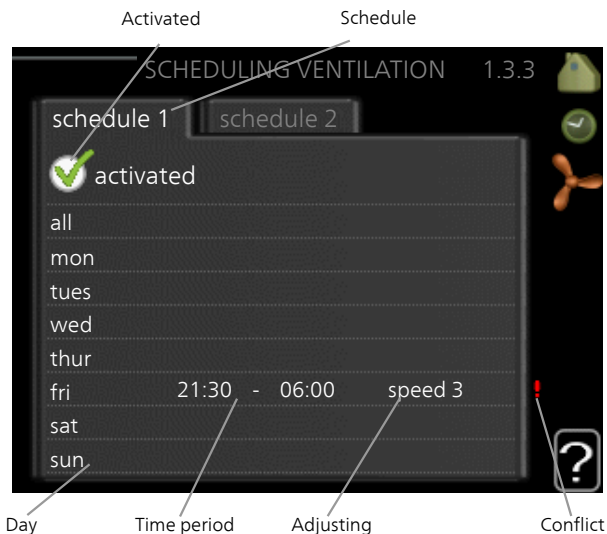 Activated Schedule
SCHEDULING VENTILATION 1.3.3
schedule 1 schedule 2
activated
all
mon
tues
wed
thur
fri 21:30 - 06:00 speed 3 !
sat
sun
?
Day Time period Adjusting Conflict